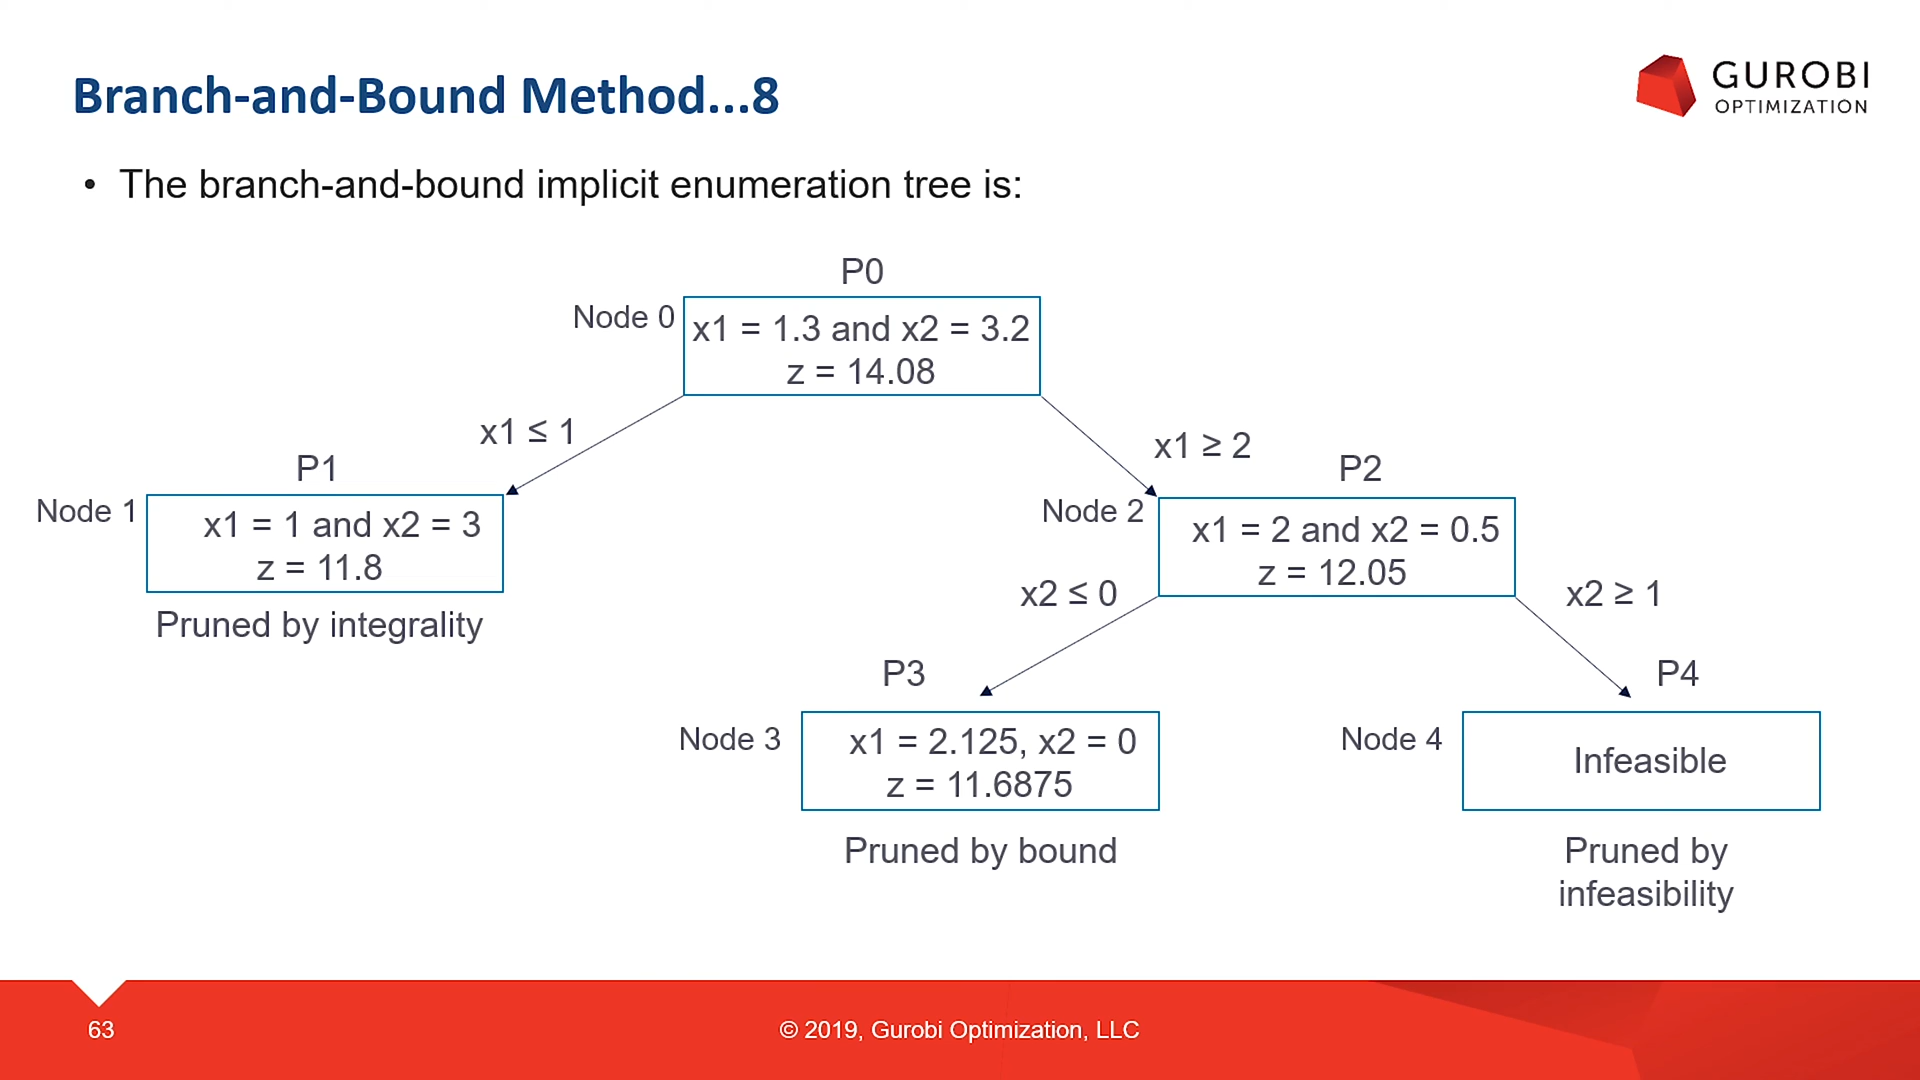 Branch-and-Bound Method...8
GUROBI
OPTIMIZATION
• The branch-and-bound implicit enumeration tree is:
P0
Node 0
x1 = 1.3 and x2 = 3.2
z = 14.08
x1 ≤ 1
x1 ≥ 2
P1
P2
Node 1
x1 = 1 and x2 = 3
z = 11.8
Pruned by integrality
Node 2
x1 = 2 and x2 = 0.5
z = 12.05
x2 ≤ 0
x2 ≥ 1
P3
P4
Node 3
x1 = 2.125, x2 = 0
z = 11.6875
Pruned by bound
Node 4
Infeasible
Pruned by
infeasibility
63
© 2019, Gurobi Optimization, LLC